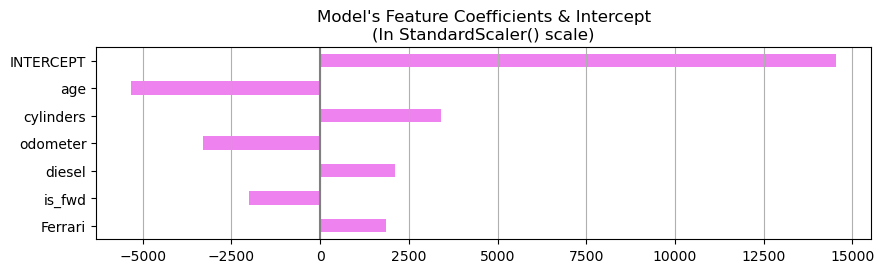 Model's Feature Coefficients & Intercept
(In StandardScaler() scale)
INTERCEPT
age
cylinders
odometer
diesel
is_fwd
Ferrari
−5000 −2500 0 2500 5000 7500 10000 12500 15000